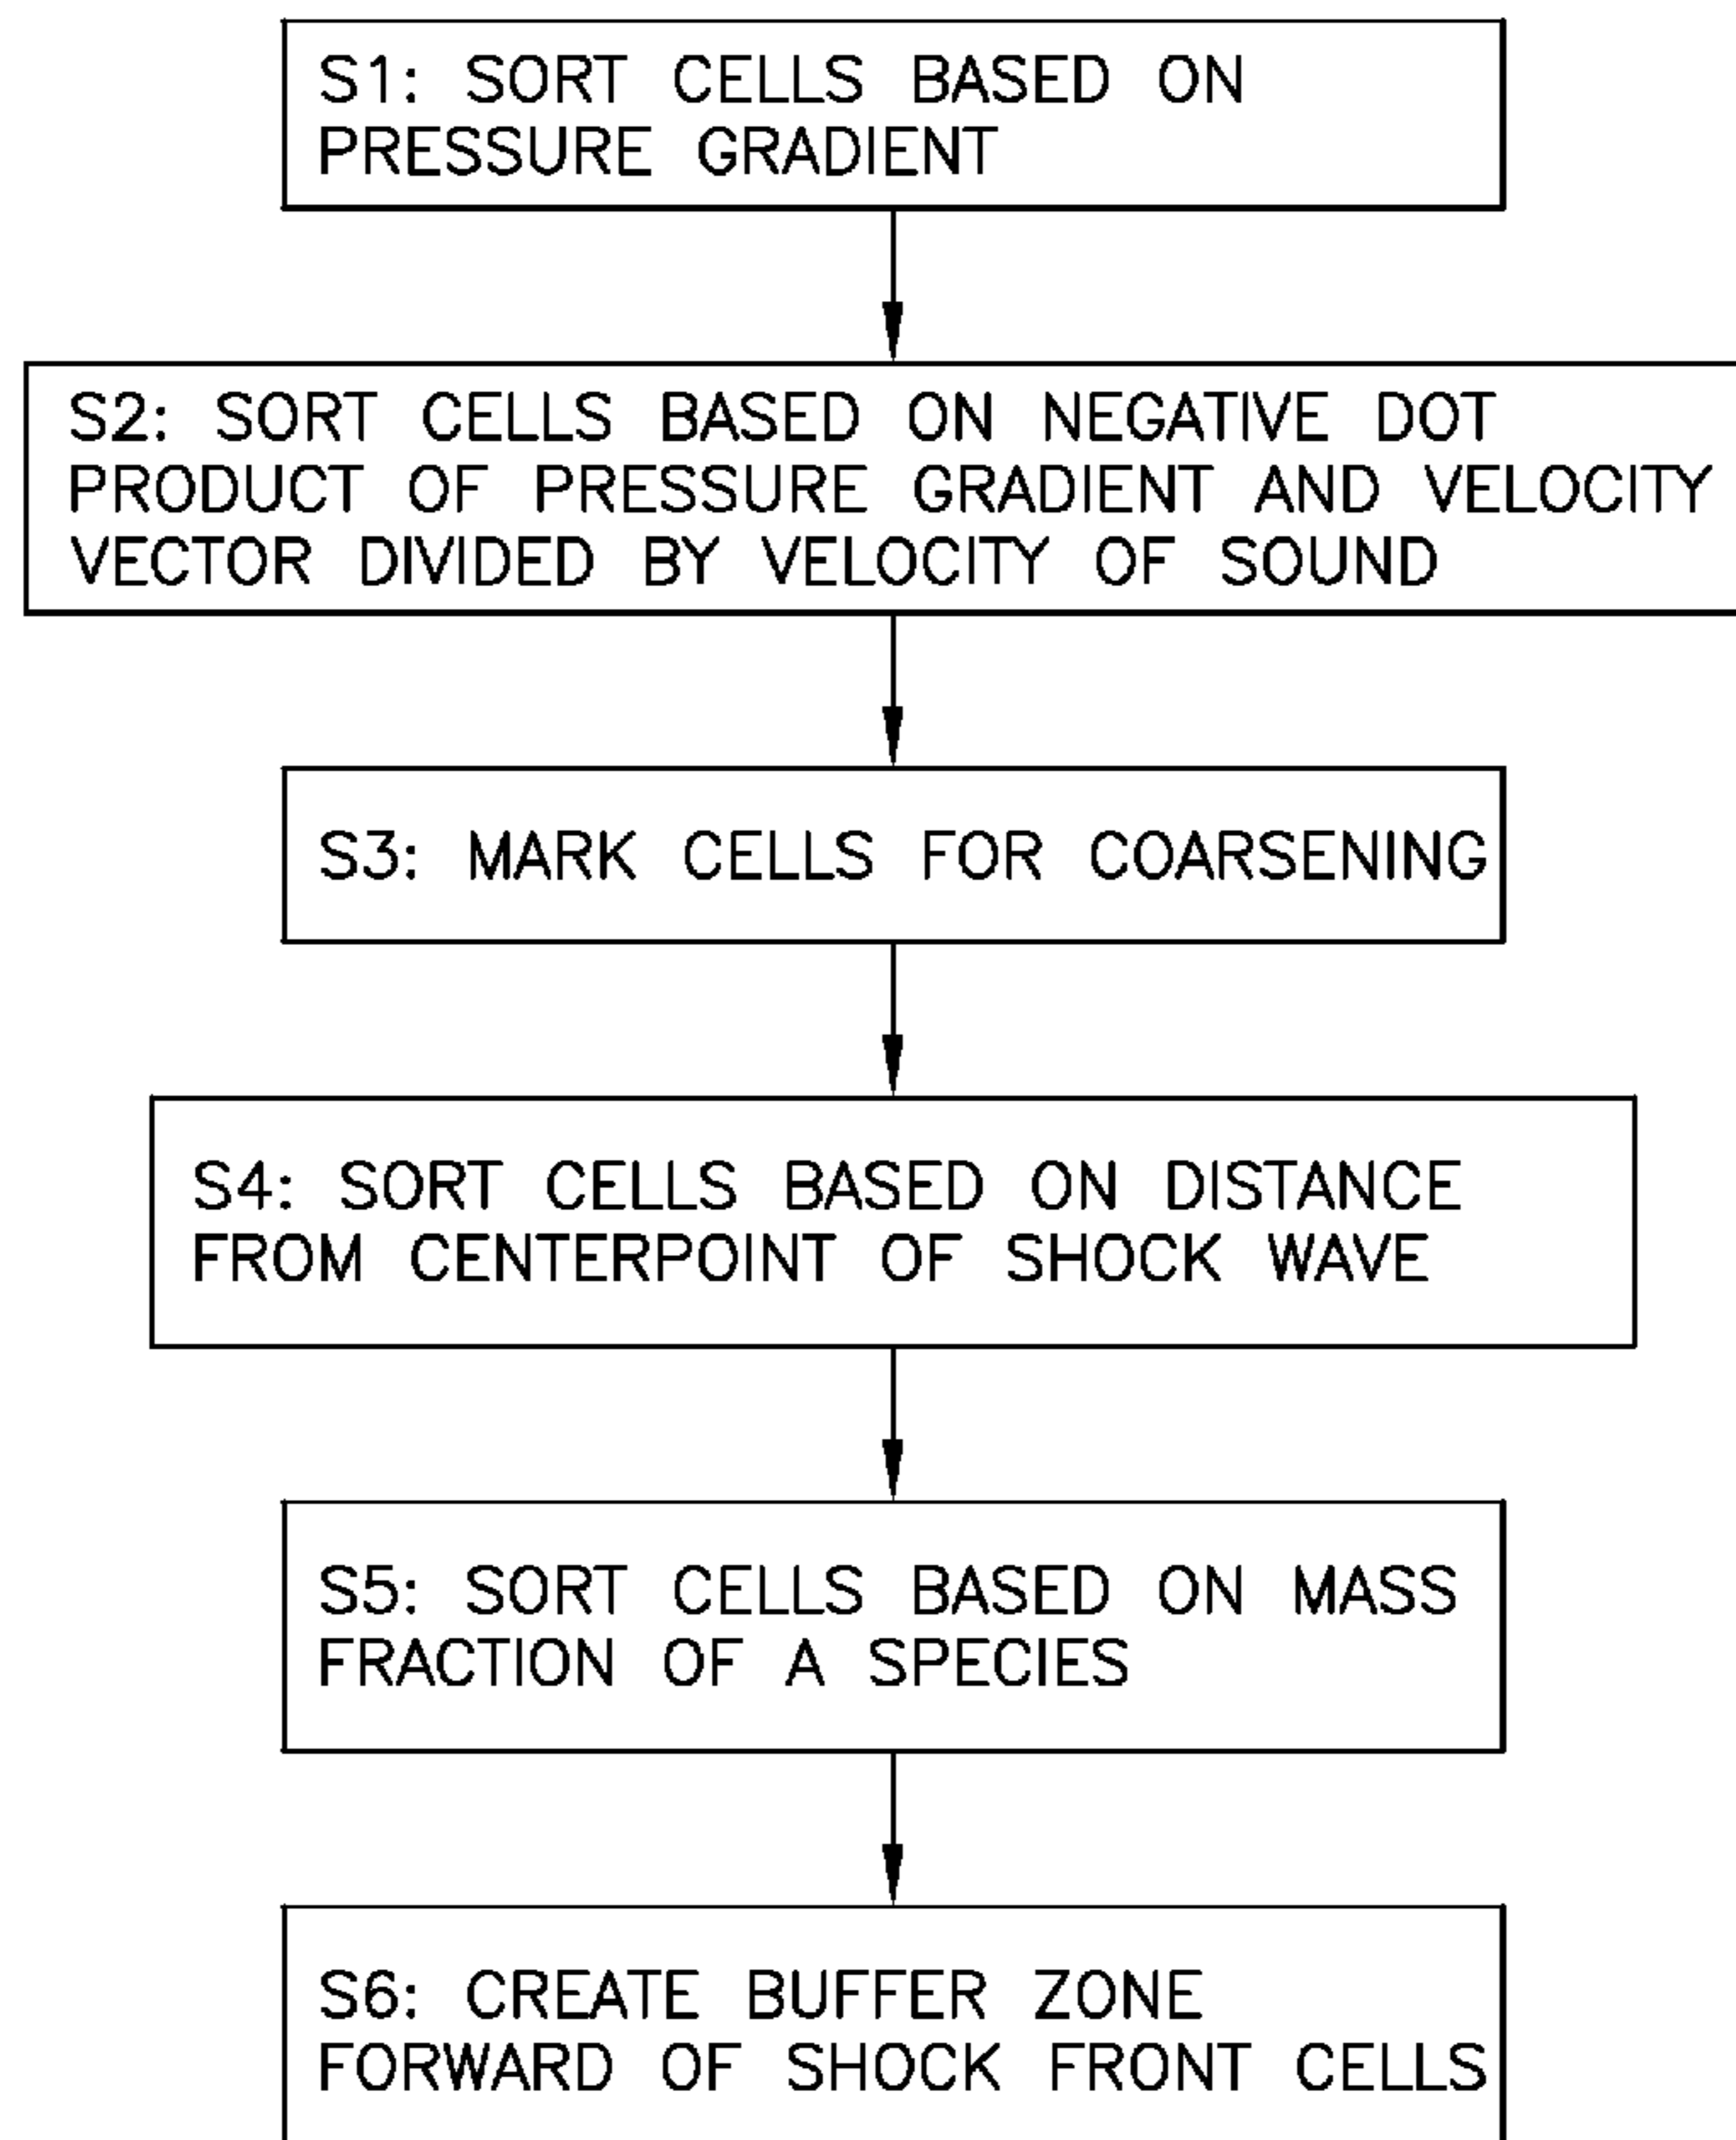 S1: SORT CELLS BASED ON
PRESSURE GRADIENT
S2: SORT CELLS BASED ON NEGATIVE DOT
PRODUCT OF PRESSURE GRADIENT AND VELOCITY
VECTOR DIVIDED BY VELOCITY OF SOUND
S3: MARK CELLS FOR COARSENING
S4: SORT CELLS BASED ON DISTANCE
FROM CENTERPOINT OF SHOCK WAVE
S5: SORT CELLS BASED ON MASS
FRACTION OF A SPECIES
S6: CREATE BUFFER ZONE
FORWARD OF SHOCK FRONT CELLS